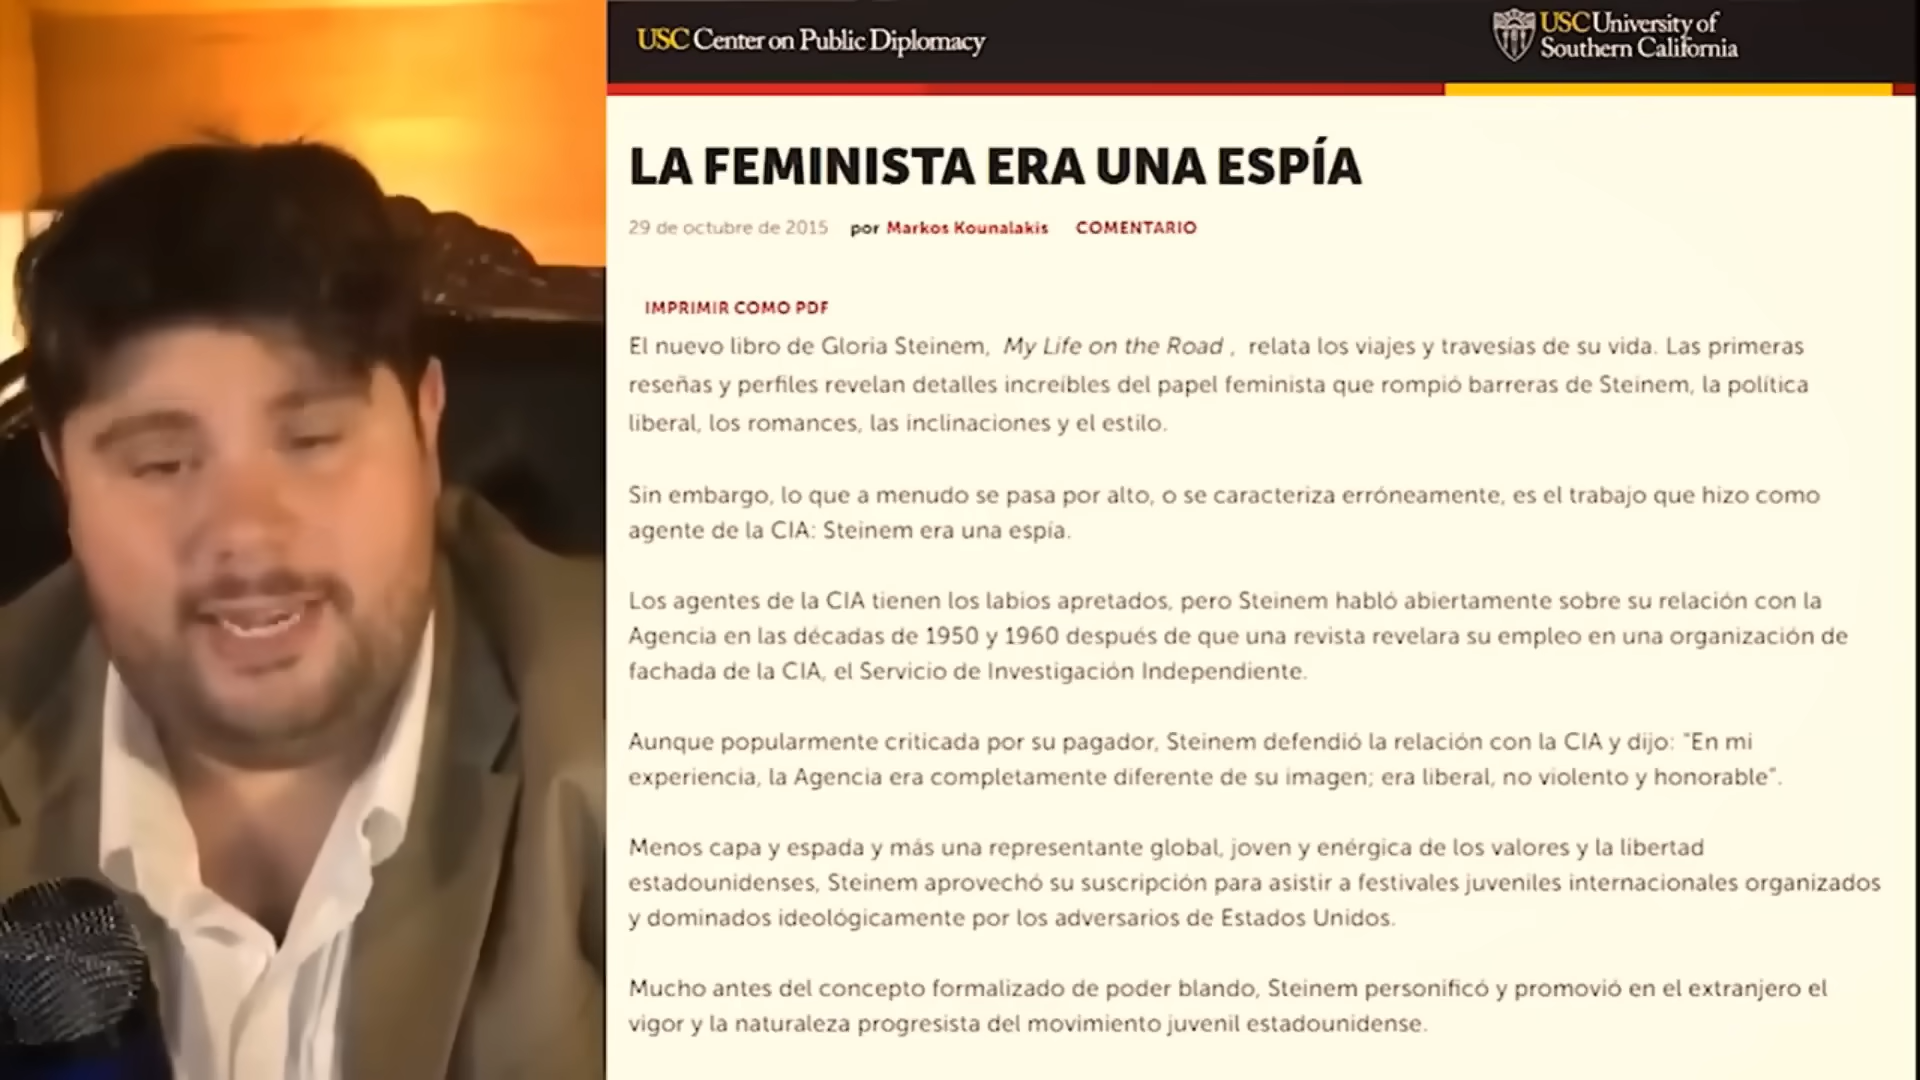 USC Center on Public Diplomacy
USC University of
Southern California
LA FEMINISTA ERA UNA ESPÍA
29 de octubre de 2015 por Markos Kounalakis COMENTARIO
IMPRIMIR COMO PDF
El nuevo libro de Gloria Steinem, My Life on the Road , relata los viajes y travesías de su vida. Las primeras
reseñas y perfiles revelan detalles increíbles del papel feminista que rompió barreras de Steinem, la política
liberal, los romances, las inclinaciones y el estilo.
Sin embargo, lo que a menudo se pasa por alto, o se caracteriza erróneamente, es el trabajo que hizo como
agente de la CIA: Steinem era una espía.
Los agentes de la CIA tienen los labios apretados, pero Steinem habló abiertamente sobre su relación con la
Agencia en las décadas de 1950 y 1960 después de que una revista revelara su empleo en una organización de
fachada de la CIA, el Servicio de Investigación Independiente.
Aunque popularmente criticada por su pagador, Steinem defendió la relación con la CIA y dijo: "En mi
experiencia, la Agencia era completamente diferente de su imagen; era liberal, no violento y honorable".
Menos capa y espada y más una representante global, joven y enérgica de los valores y la libertad
estadounidenses, Steinem aprovechó su suscripción para asistir a festivales juveniles internacionales organizados
y dominados ideológicamente por los adversarios de Estados Unidos.
Mucho antes del concepto formalizado de poder blando, Steinem personificó y promovió en el extranjero el
vigor y la naturaleza progresista del movimiento juvenil estadounidense.